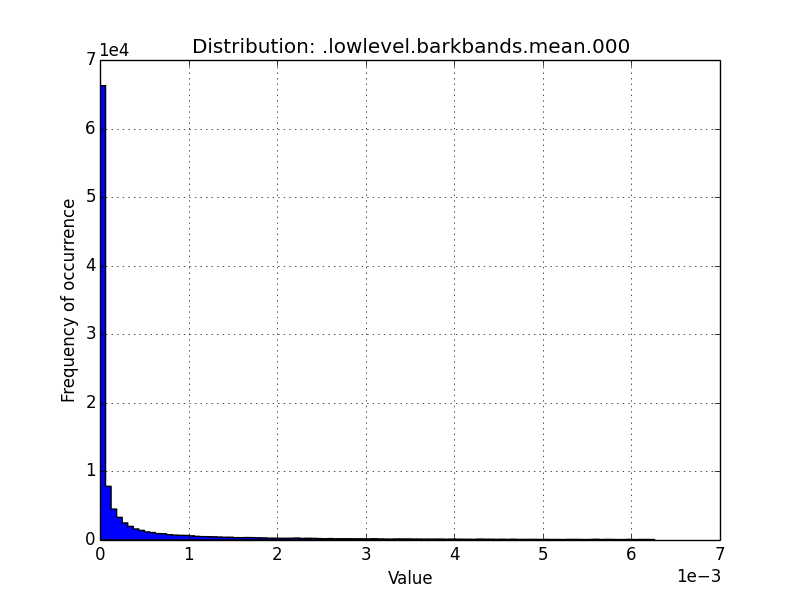 Distribution: .lowlevel.barkbands.mean.000
1e4
7
6
5
4
3
2
1
0
Frequency of occurrence
0 1 2 3 4 5 6 7
Value
1e−3